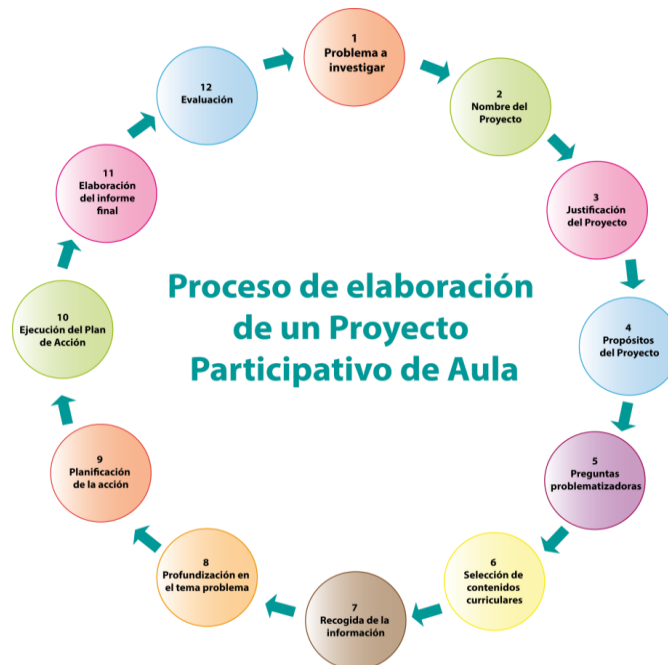 1
Problema a
investigar
2
Nombre del
Proyecto
3
Justificación
del Proyecto
4
Propósitos
del Proyecto
5
Preguntas
problematizadoras
6
Selección de
contenidos
curriculares
7
Recogida de la
información
8
Profundización en
el tema problema
9
Planificación
de la acción
10
Ejecución del Plan
de Acción
11
Elaboración
del informe
final
12
Evaluación
Proceso de elaboración
de un Proyecto
Participativo de Aula